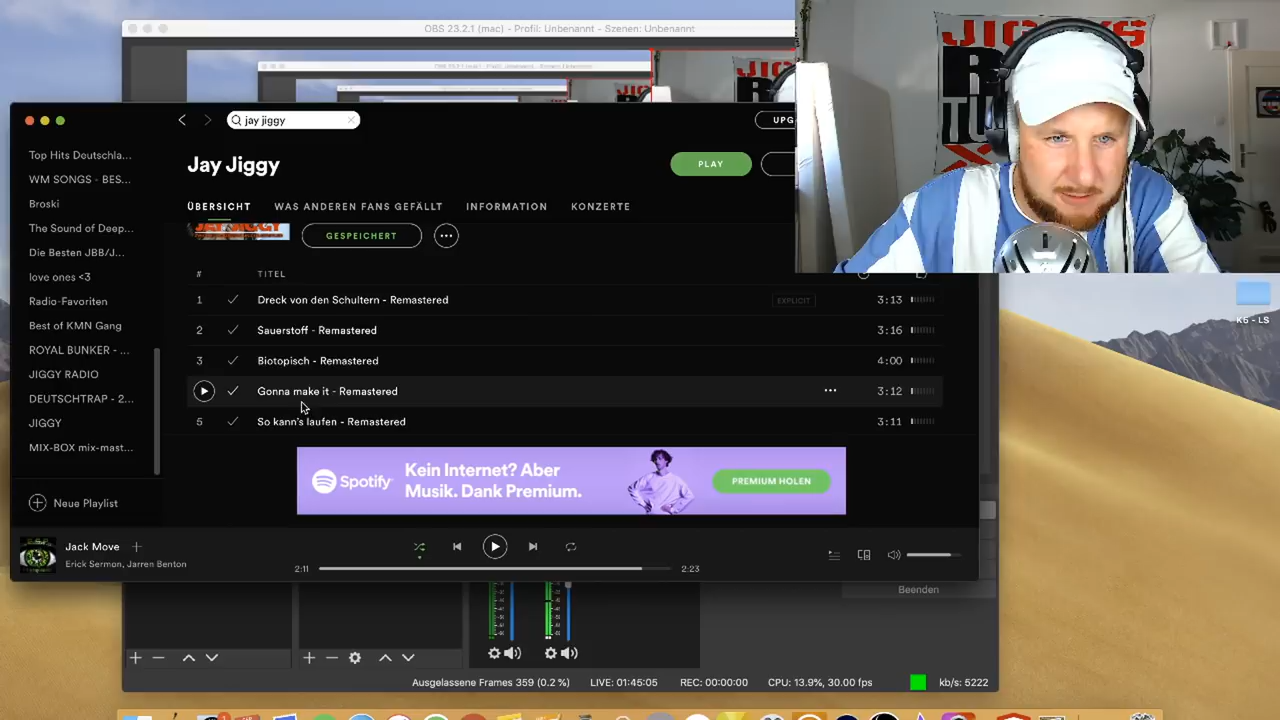 OBS 23.2.1 (mac) - Profil: Unbenannt - Szenen: Unbenannt
jay jiggy
UPG
Jay Jiggy
PLAY
ÜBERSICHT WAS ANDEREN FANS GEFÄLLT INFORMATION KONZERTE
GESPEICHERT
# TITEL
1 Dreck von den Schultern - Remastered EXPLICIT 3:13
2 Sauerstoff - Remastered 3:16
3 Biotopisch - Remastered 4:00
Gonna make it - Remastered 3:12
5 So kann's laufen - Remastered 3:11
Top Hits Deutschla...
WM SONGS - BES...
Broski
The Sound of Deep...
Die Besten JBB/J...
love ones <3
Radio-Favoriten
Best of KMN Gang
ROYAL BUNKER - ...
JIGGY RADIO
DEUTSCHTRAP - 2...
JIGGY
MIX-BOX mix-mast...
Neue Playlist
Spotify
Kein Internet? Aber
Musik. Dank Premium.
PREMIUM HOLEN
Jack Move
Erick Sermon, Jarren Benton
2:11 2:23
Beenden
Ausgelassene Frames 359 (0.2 %) LIVE: 01:45:05 REC: 00:00:00 CPU: 13.9%, 30.00 fps kb/s: 5222
K6 - LS